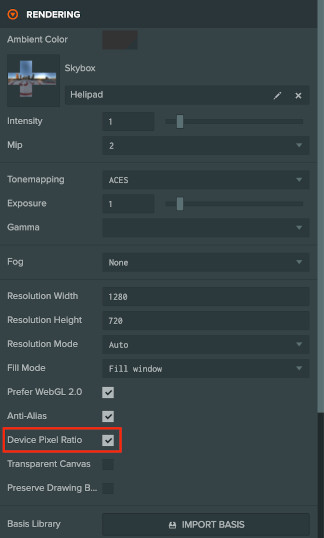 RENDERING
Ambient Color
Skybox
Helipad
Intensity 1
Mip 2
Tonemapping ACES
Exposure 1
Gamma
Fog None
Resolution Width 1280
Resolution Height 720
Resolution Mode Auto
Fill Mode Fill window
Prefer WebGL 2.0
Anti-Alias
Device Pixel Ratio
Transparent Canvas
Preserve Drawing B...
Basis Library IMPORT BASIS